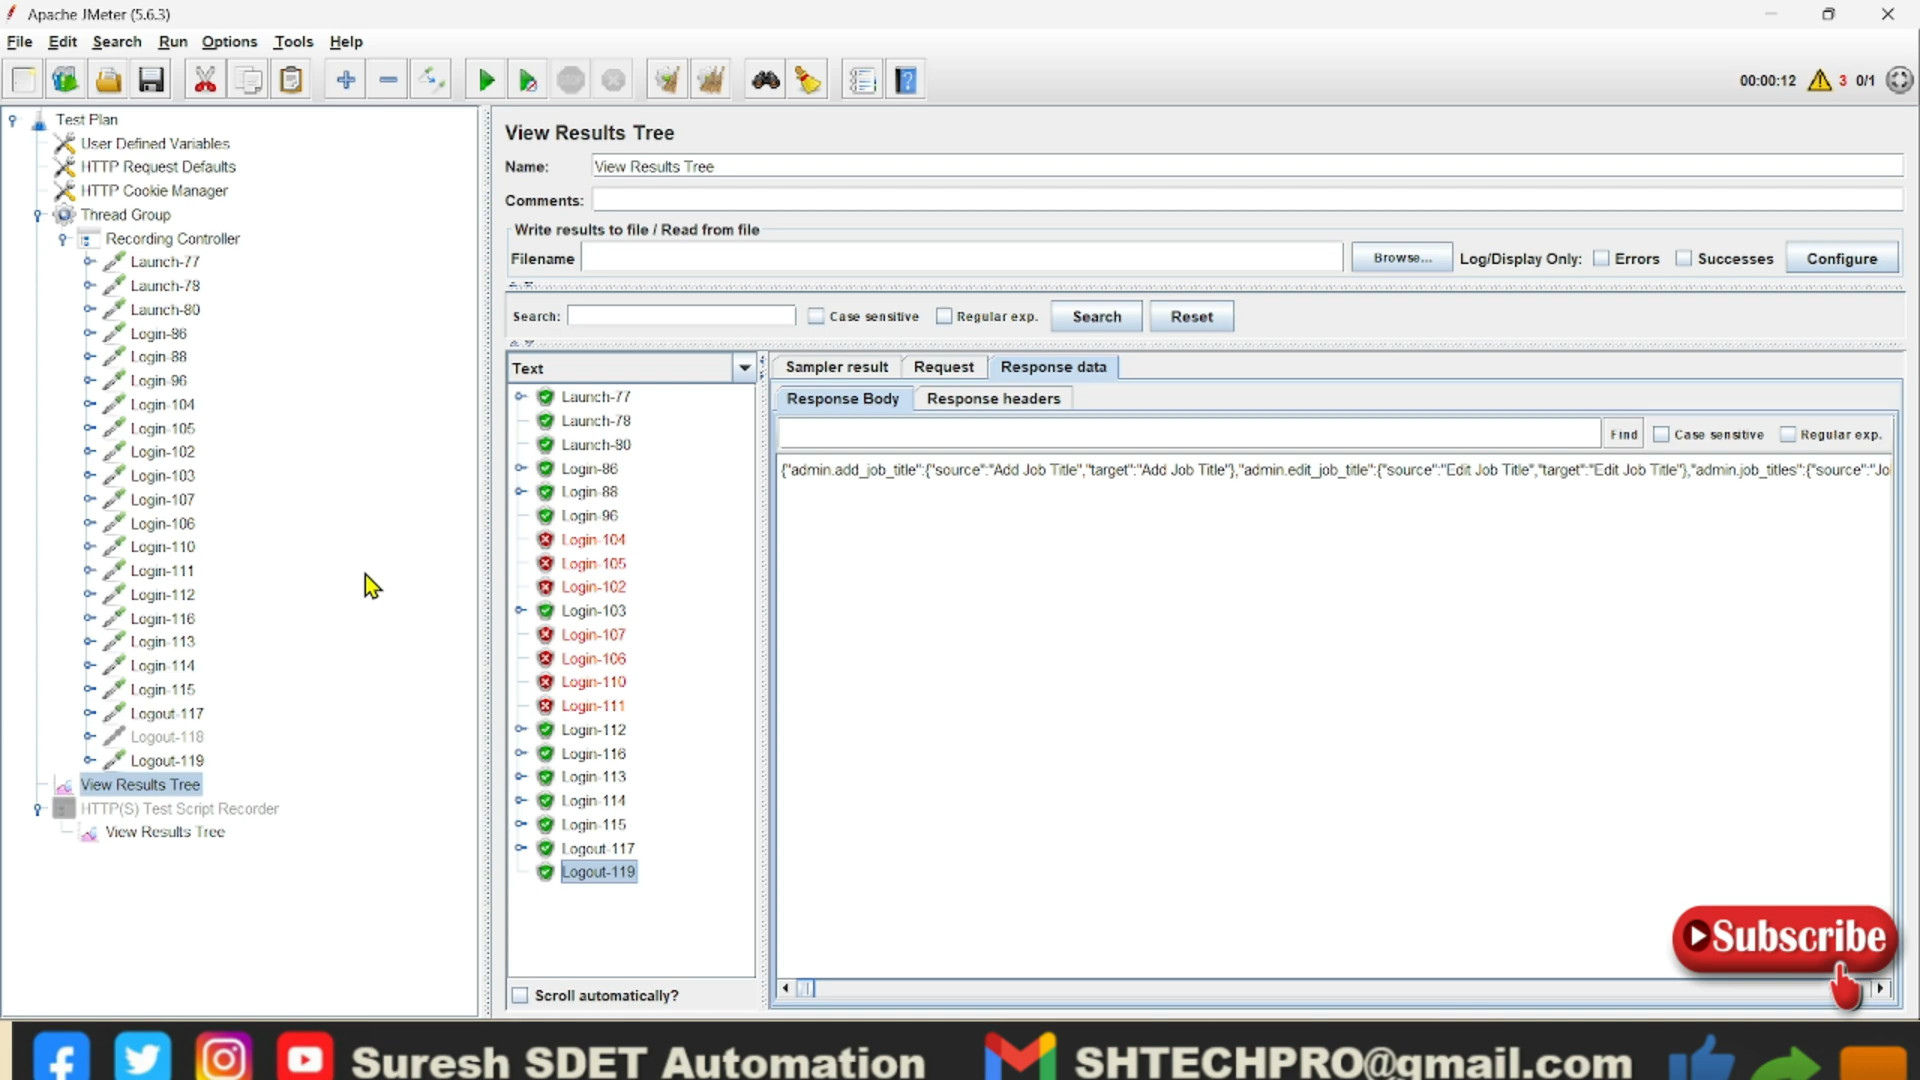 Apache JMeter (5.6.3)
File Edit Search Run Options Tools Help
00:00:12 3 0/1
Test Plan
User Defined Variables
HTTP Request Defaults
HTTP Cookie Manager
Thread Group
Recording Controller
Launch-77
Launch-78
Launch-80
Login-86
Login-88
Login-96
Login-104
Login-105
Login-102
Login-103
Login-107
Login-106
Login-110
Login-111
Login-112
Login-116
Login-113
Login-114
Login-115
Logout-117
Logout-118
Logout-119
View Results Tree
HTTP(S) Test Script Recorder
View Results Tree
View Results Tree
Name: View Results Tree
Comments:
Write results to file / Read from file
Filename Browse... Log/Display Only: Errors Successes Configure
Search: Case sensitive Regular exp. Search Reset
Text
Launch-77
Launch-78
Launch-80
Login-86
Login-88
Login-96
Login-104
Login-105
Login-102
Login-103
Login-107
Login-106
Login-110
Login-111
Login-112
Login-116
Login-113
Login-114
Login-115
Logout-117
Logout-119
Scroll automatically?
Sampler result Request Response data
Response Body Response headers
Find Case sensitive Regular exp.
{"admin.add_job_title":{"source":"Add Job Title","target":"Add Job Title"},"admin.edit_job_title":{"source":"Edit Job Title","target":"Edit Job Title"},"admin.job_titles":{"source":"Jo
Subscribe
Suresh SDET Automation SHTECHPRO@gmail.com